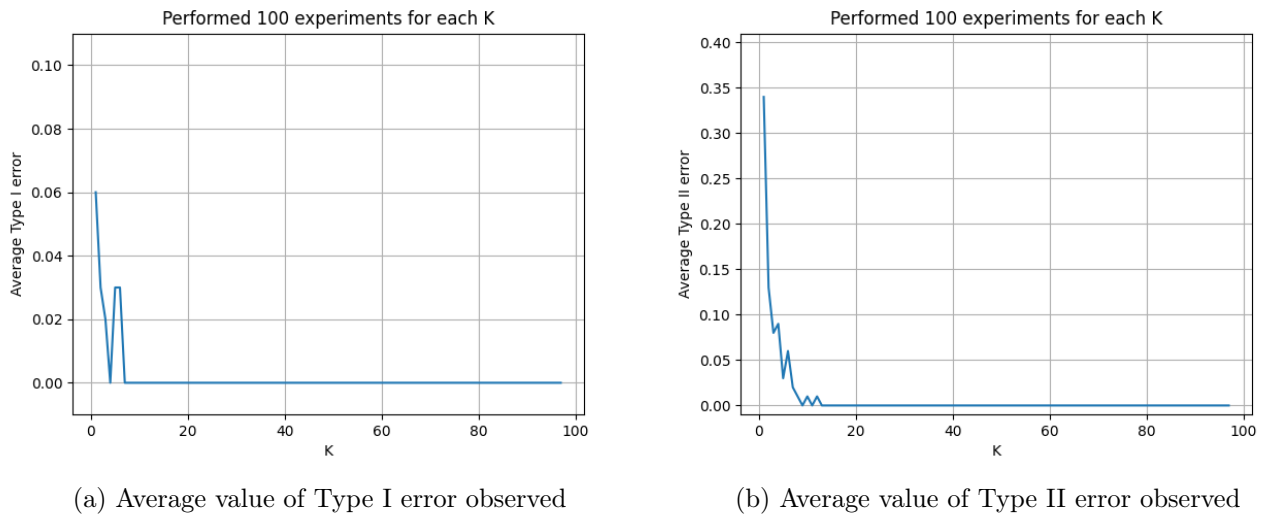 Performed 100 experiments for each K
0.10
0.08
0.06
0.04
0.02
0.00
Average Type I error
0 20 40 60 80 100
K
(a) Average value of Type I error observed
Performed 100 experiments for each K
0.40
0.35
0.30
0.25
0.20
0.15
0.10
0.05
0.00
Average Type II error
0 20 40 60 80 100
K
(b) Average value of Type II error observed